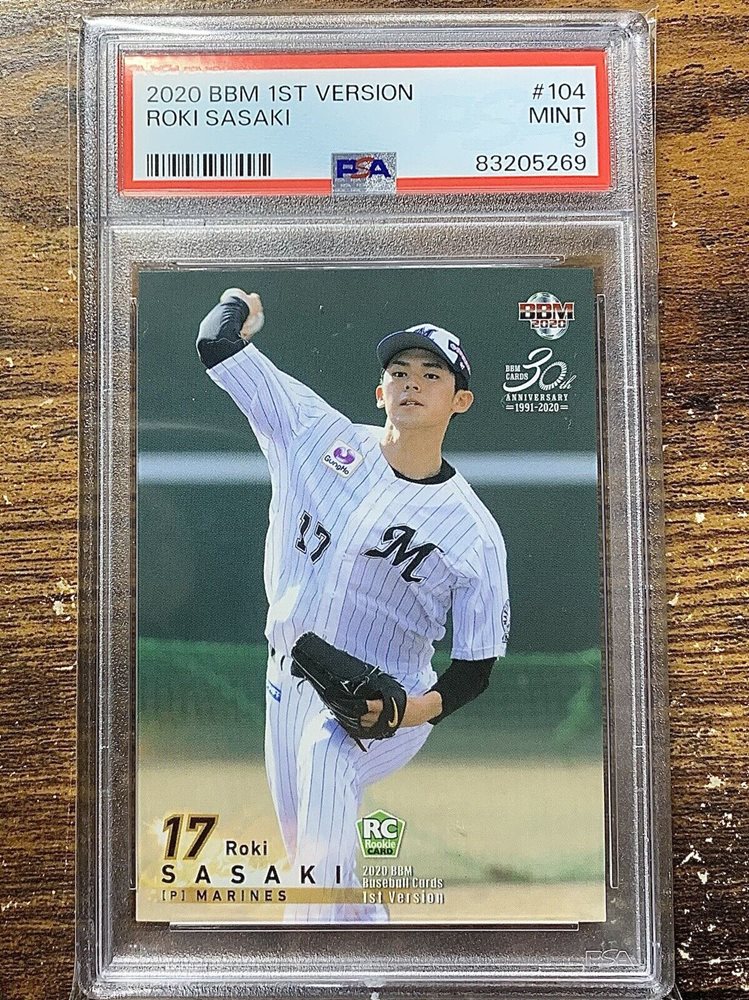 2020 BBM 1ST VERSION #104
ROKI SASAKI MINT
9
PSA 83205269
BBM
2020
BBM CARDS 30th
ANNIVERSARY
1991-2020
M
GungHo
17
M
17 Roki
SASAKI
[P] MARINES
RC
Rookie
CARD
2020 BBM
Baseball Cards
1st Version
PSA